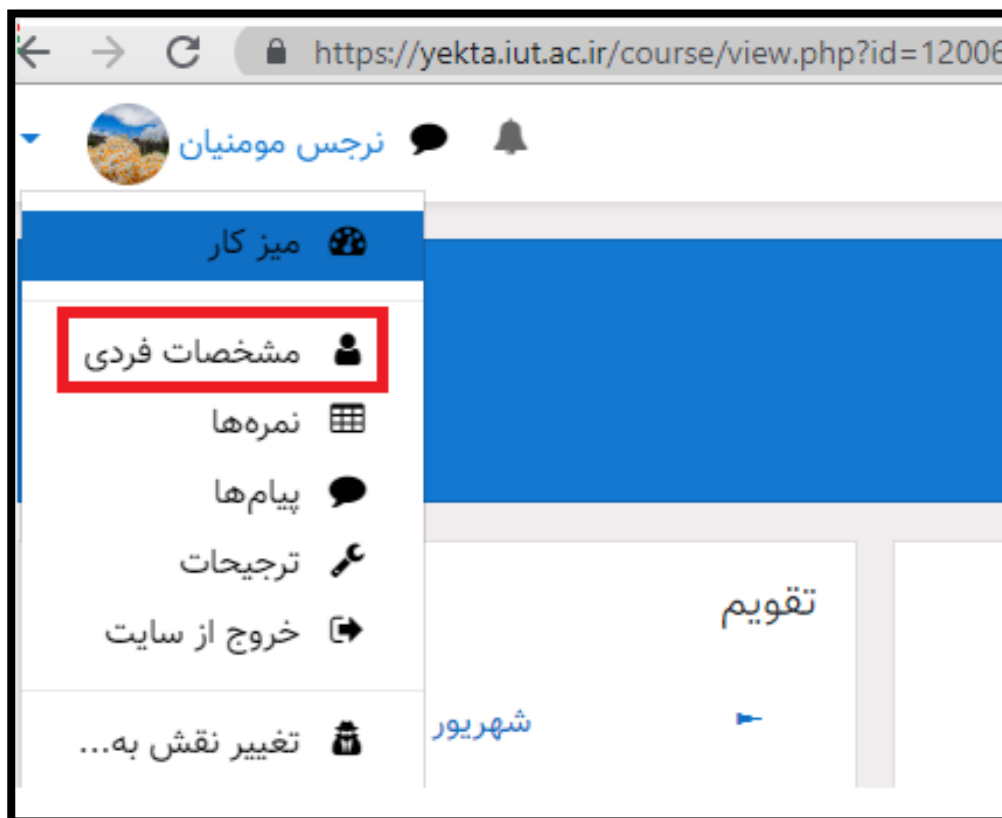 https://yekta.iut.ac.ir/course/view.php?id=12006
نرجس مومنیان
میز کار
مشخصات فردی
نمره‌ها
پیام‌ها
ترجیحات
خروج از سایت
تغییر نقش به...
تقویم
شهریور